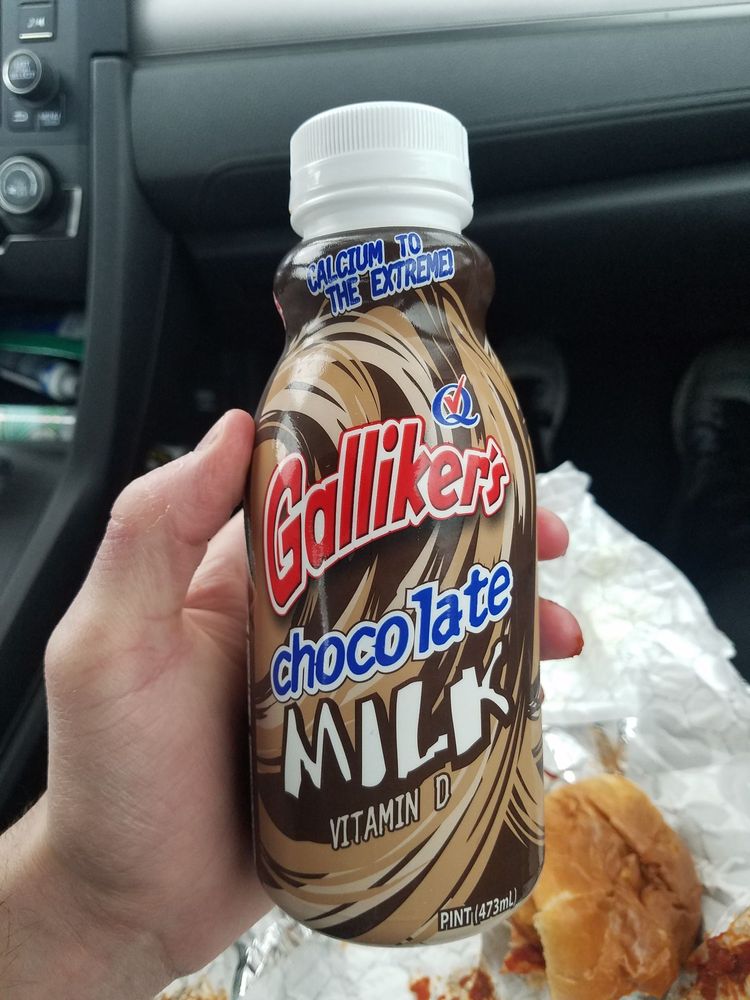 CALCIUM TO
THE EXTREME!
Q
Galliker's
chocolate
MILK
VITAMIN D
PINT (473mL)